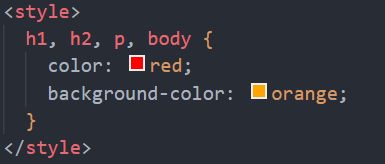 <style>
h1, h2, p, body {
color: red;
background-color: orange;
}
</style>